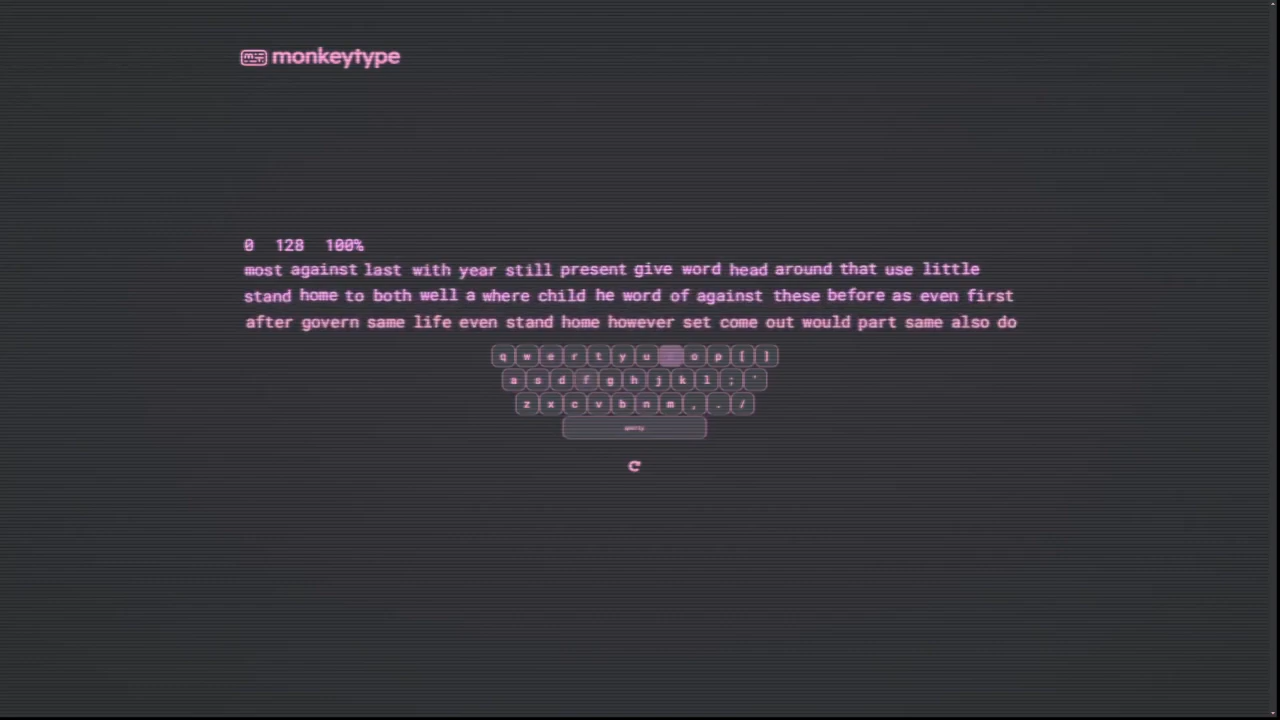 monkeytype
0 128 100%
most against last with year still present give word head around that use little
stand home to both well a where child he word of against these before as even first
after govern same life even stand home however set come out would part same also do
q w e r t y u o p [ ]
a s d f g h j k l ; '
z x c v b n m , . /
qwerty